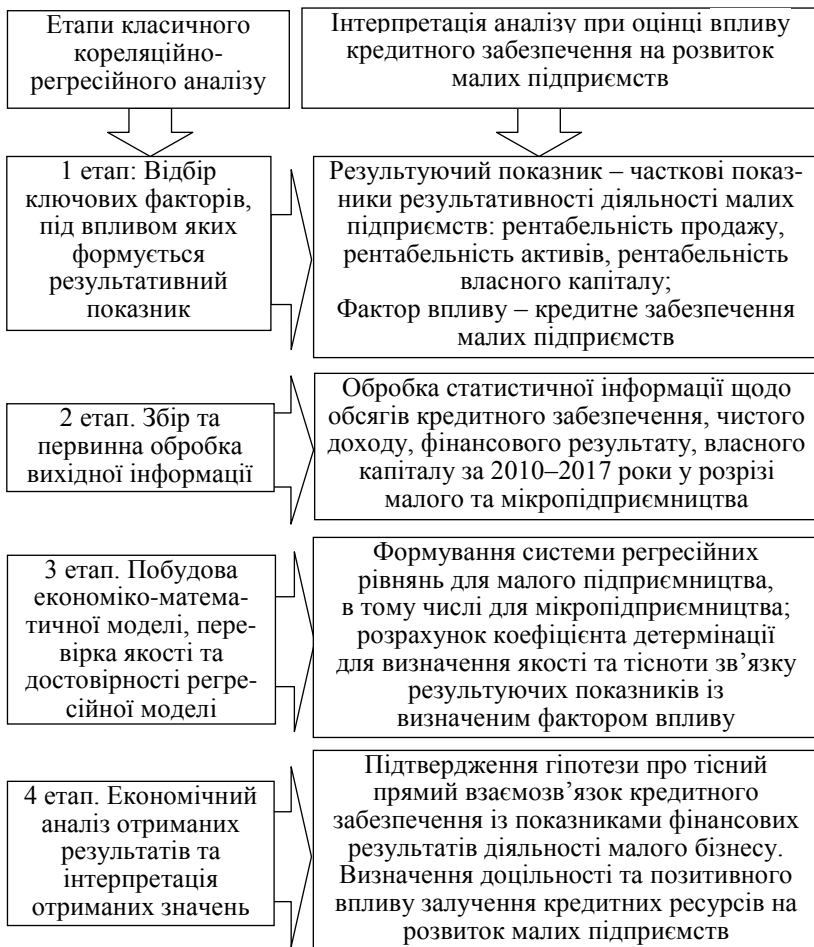 Етапи класичного
кореляційно-
регресійного аналізу
Інтерпретація аналізу при оцінці впливу
кредитного забезпечення на розвиток
малих підприємств
1 етап: Відбір
ключових факторів,
під впливом яких
формується
результативний
показник
Результуючий показник – часткові показ-
ники результативності діяльності малих
підприємств: рентабельність продажу,
рентабельність активів, рентабельність
власного капіталу;
Фактор впливу – кредитне забезпечення
малих підприємств
2 етап. Збір та
первинна обробка
вихідної інформації
Обробка статистичної інформації щодо
обсягів кредитного забезпечення, чистого
доходу, фінансового результату, власного
капіталу за 2010–2017 роки у розрізі
малого та мікропідприємництва
3 етап. Побудова
економіко-матема-
тичної моделі, пере-
вірка якості та
достовірності регре-
сійної моделі
Формування системи регресійних
рівнянь для малого підприємництва,
в тому числі для мікропідприємництва;
розрахунок коефіцієнта детермінації
для визначення якості та тісноти зв’язку
результуючих показників із
визначеним фактором впливу
4 етап. Економічний
аналіз отриманих
результатів та
інтерпретація
отриманих значень
Підтвердження гіпотези про тісний
прямий взаємозв’язок кредитного
забезпечення із показниками фінансових
результатів діяльності малого бізнесу.
Визначення доцільності та позитивного
впливу залучення кредитних ресурсів на
розвиток малих підприємств